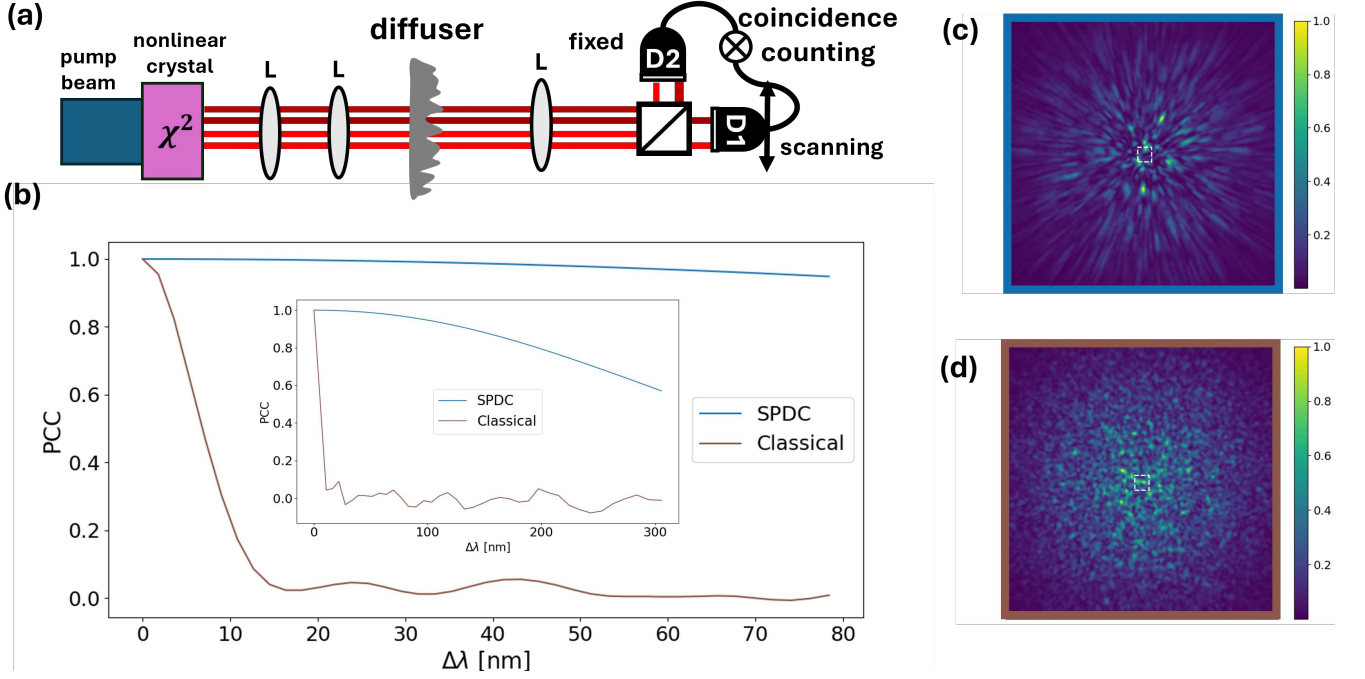 (a)
pump
beam
nonlinear
crystal
χ²
L
L
diffuser
L
fixed
D2
coincidence
counting
D1
scanning
(b)
PCC
1.0
0.8
0.6
0.4
0.2
0.0
0
10
20
30
40
50
60
70
80
Δλ [nm]
SPDC
Classical
PCC
1.0
0.8
0.6
0.4
0.2
0.0
0
100
200
300
Δλ [nm]
SPDC
Classical
(c)
1.0
0.8
0.6
0.4
0.2
(d)
1.0
0.8
0.6
0.4
0.2